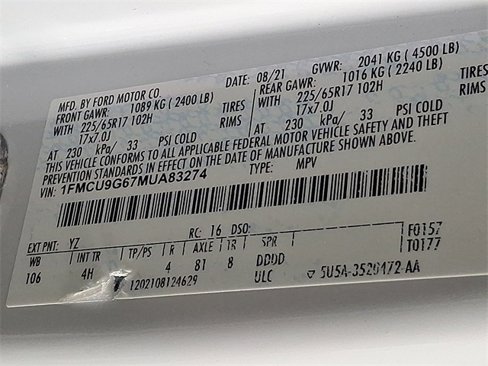 MFD. BY FORD MOTOR CO.
DATE: 08/21 GVWR: 2041 KG (4500 LB)
FRONT GAWR: 1089 KG (2400 LB) REAR GAWR: 1016 KG (2240 LB)
WITH 225/65R17 102H TIRES WITH 225/65R17 102H TIRES
17x7.0J RIMS 17x7.0J RIMS
AT 230 kPa/ 33 PSI COLD AT 230 kPa/ 33 PSI COLD
THIS VEHICLE CONFORMS TO ALL APPLICABLE FEDERAL MOTOR VEHICLE SAFETY AND THEFT
PREVENTION STANDARDS IN EFFECT ON THE DATE OF MANUFACTURE SHOWN ABOVE.
VIN: 1FMCU9G67MUA83274 TYPE: MPV
EXT PNT: YZ RC: 16 DSO: F0157
WB INT TR TP/PS R AXLE TR SPR T0177
106 4H 4 81 8 DDDD
1202108124629 ULC 5U5A-3520472-AA